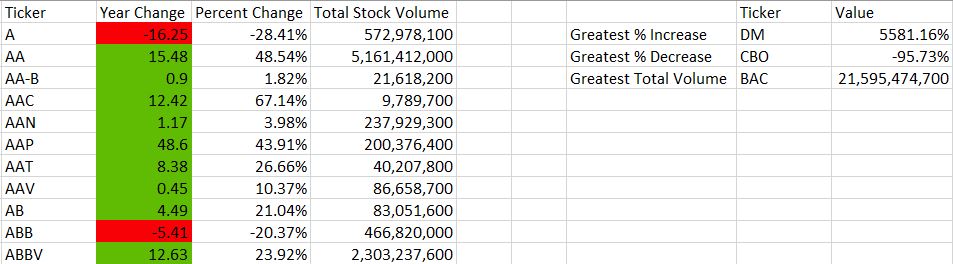 Ticker Year Change Percent Change Total Stock Volume Ticker Value
A -16.25 -28.41% 572,978,100 Greatest % Increase DM 5581.16%
AA 15.48 48.54% 5,161,412,000 Greatest % Decrease CBO -95.73%
AA-B 0.9 1.82% 21,618,200 Greatest Total Volume BAC 21,595,474,700
AAC 12.42 67.14% 9,789,700
AAN 1.17 3.98% 237,929,300
AAP 48.6 43.91% 200,376,400
AAT 8.38 26.66% 40,207,800
AAV 0.45 10.37% 86,658,700
AB 4.49 21.04% 83,051,600
ABB -5.41 -20.37% 466,820,000
ABBV 12.63 23.92% 2,303,237,600